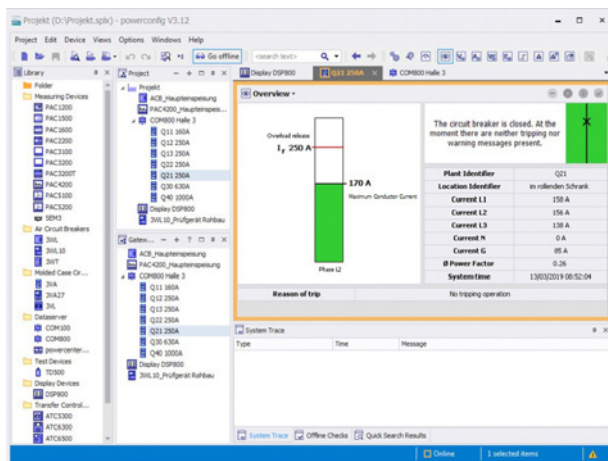 Projekt (D:\Projekt.splx) - powerconfig V3.12
Project Edit Devices Views Options Windows Help
Go offline
<search text>
Library
Folder
Measuring Devices
PAC1200
PAC1500
PAC1600
PAC2200
PAC3100
PAC3200
PAC3200T
PAC4200
PAC5100
PAC5200
SEM3
Air Circuit Breakers
3WL
3WL10
3WT
Molded Case Cir...
3VA
3VA27
3VL
Dataserver
COM100
COM800
powercenter...
Test Devices
TD500
Display Devices
DSP800
Transfer Control...
ATC5300
ATC6300
ATC6500
Project
Projekt
ACB_Haupteinspeisung
PAC4200_Haupteinspeis...
COM800 Halle 3
Q11 160A
Q12 250A
Q13 250A
Q22 250A
Q21 250A
Q30 630A
Q40 1000A
Display DSP800
3WL10_Prüfgerät Rohbau
Gatew...
ACB_Haupteinspeisung
PAC4200_Haupteinspeisung
COM800 Halle 3
Q11 160A
Q12 250A
Q13 250A
Q22 250A
Q21 250A
Q30 630A
Q40 1000A
Display DSP800
3WL10_Prüfgerät Rohbau
Display DSP800
Q21 250A
COM800 Halle 3
Overview
Overload release
Ir 250 A
170 A
Maximum Conductor Current
Phase L2
The circuit breaker is closed. At the
moment there are neither tripping nor
warning messages present.
Plant Identifier Q21
Location Identifier im rollenden Schrank
Current L1 158 A
Current L2 156 A
Current L3 138 A
Current N 0 A
Current G 85 A
Ø Power Factor 0.26
System time 13/03/2019 08:52:04
Reason of trip No tripping operation
System Trace
Type Time Message
System Trace Offline Checks Quick Search Results
Online 1 selected items